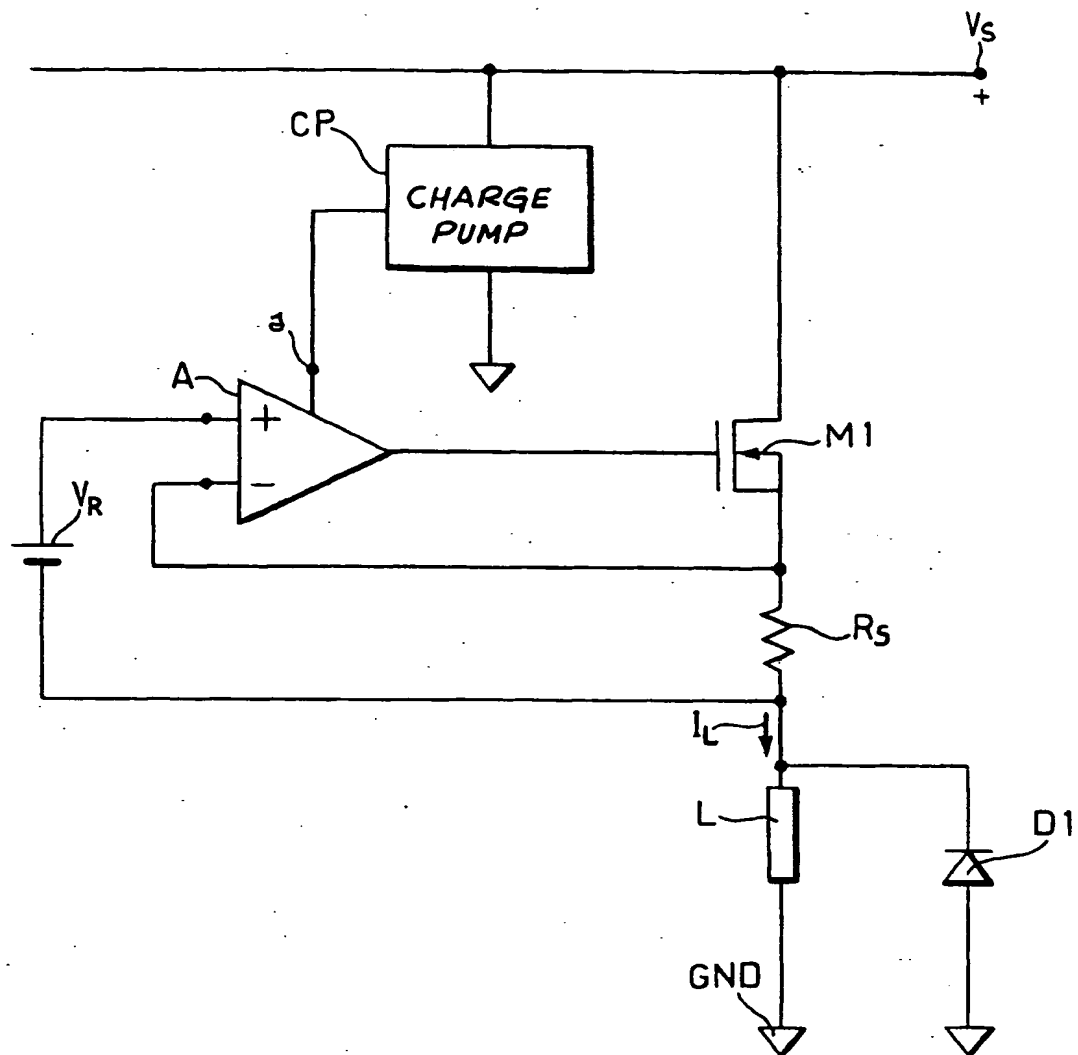 VS
+
CP
CHARGE
PUMP
a
A
+
M1
-
VR
RS
IL
L
D1
GND